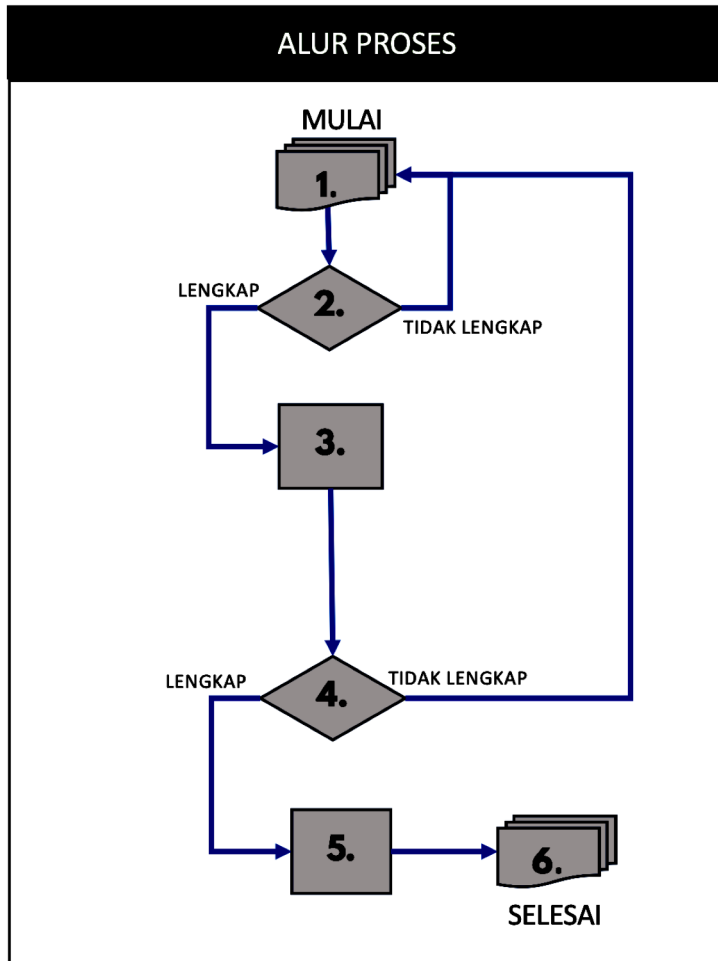 ALUR PROSES
MULAI
1.
LENGKAP
2.
TIDAK LENGKAP
3.
LENGKAP
TIDAK LENGKAP
4.
5.
6.
SELESAI